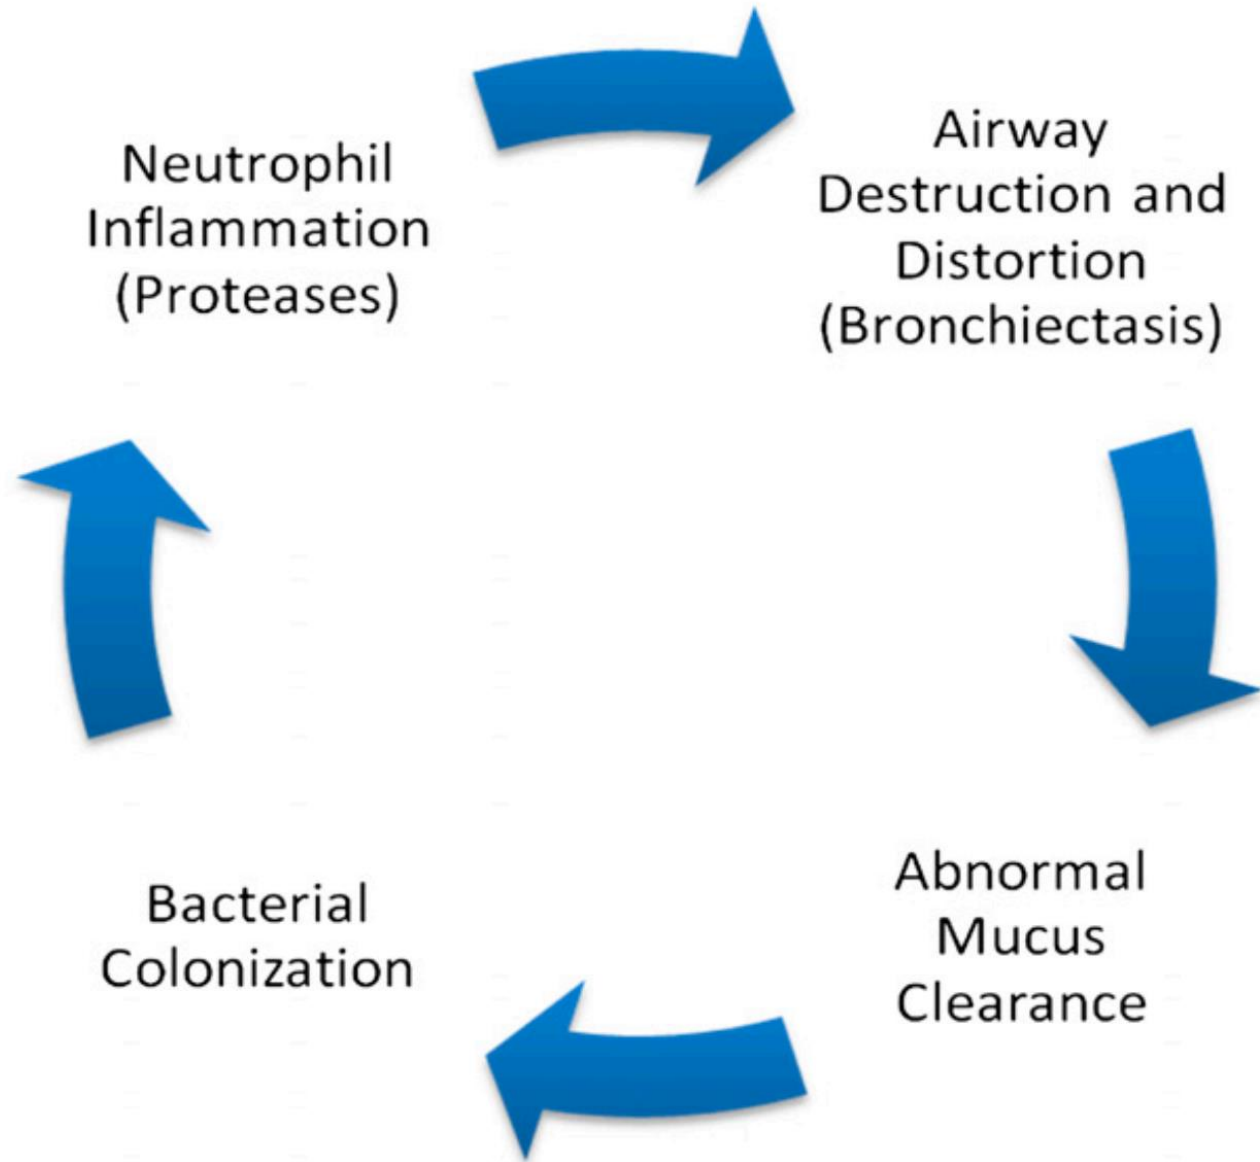 Neutrophil
Inflammation
(Proteases)
Airway
Destruction and
Distortion
(Bronchiectasis)
Abnormal
Mucus
Clearance
Bacterial
Colonization